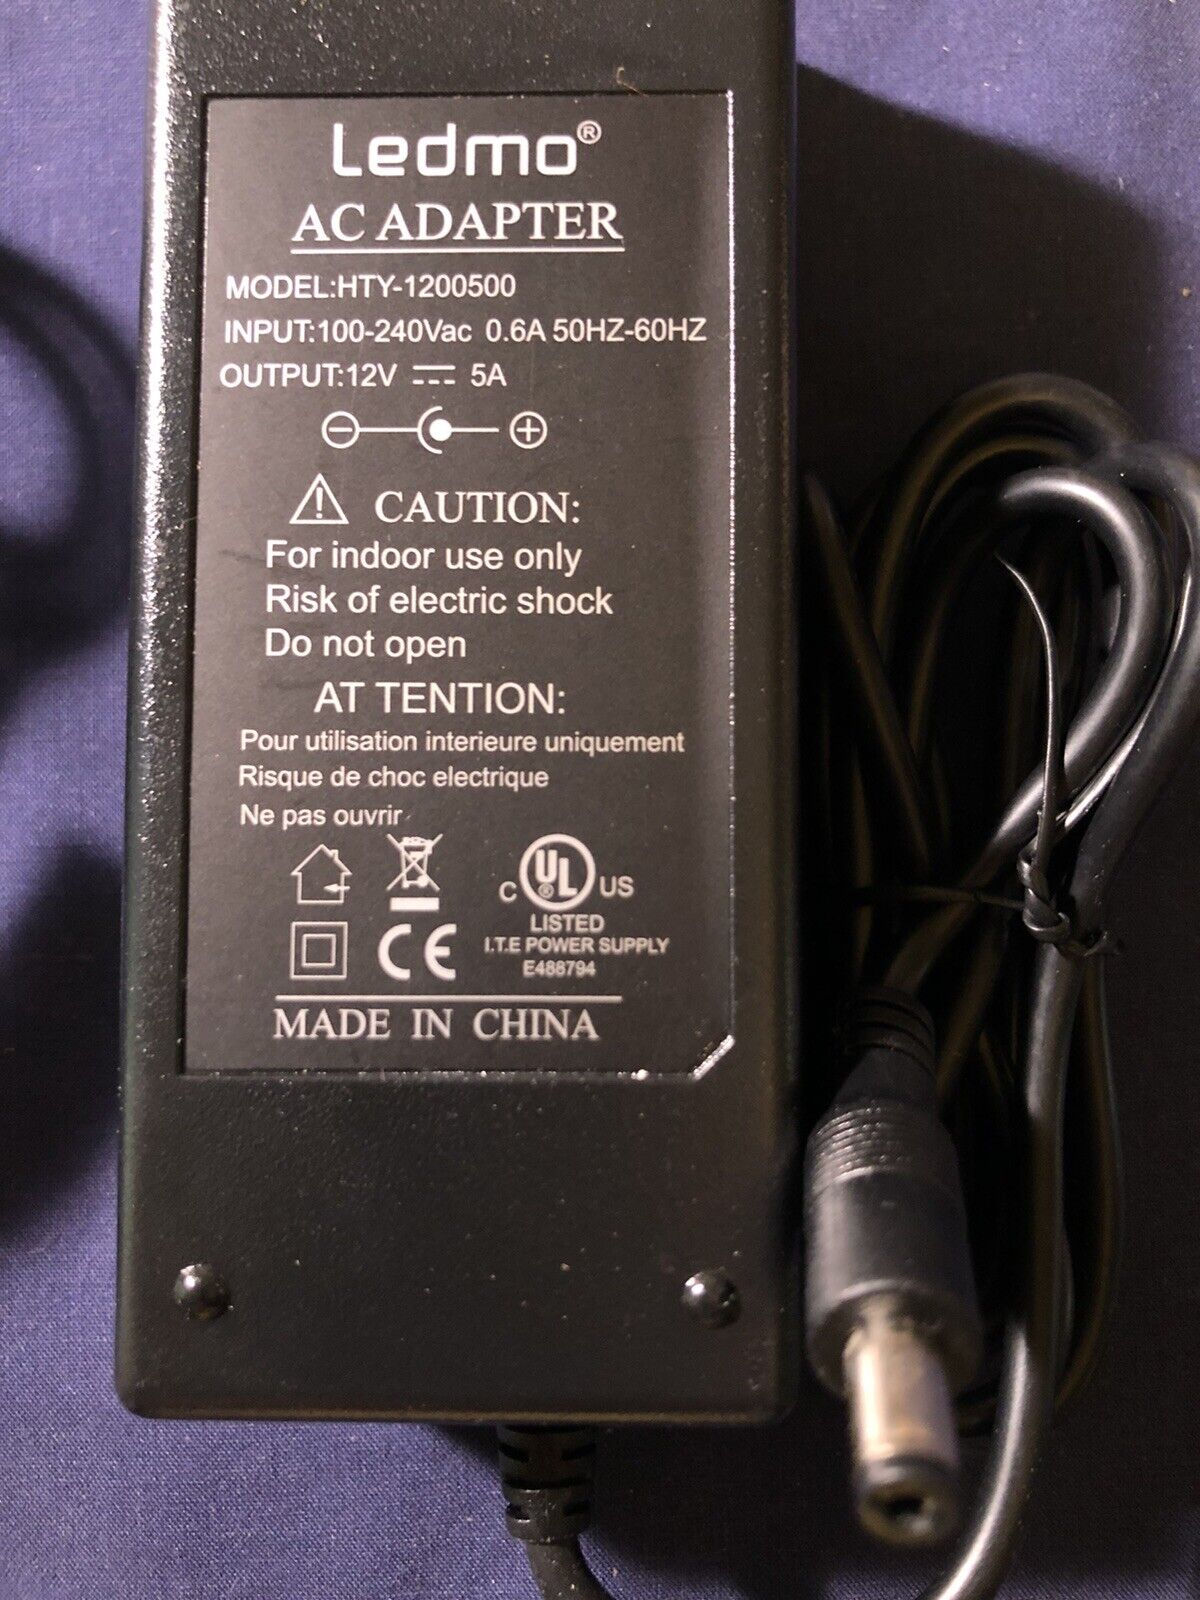 Ledmo®
AC ADAPTER
MODEL:HTY-1200500
INPUT:100-240Vac 0.6A 50HZ-60HZ
OUTPUT:12V ⎓ 5A
CAUTION:
For indoor use only
Risk of electric shock
Do not open
AT TENTION:
Pour utilisation interieure uniquement
Risque de choc electrique
Ne pas ouvrir
C UL® US
LISTED
CE
I.T.E POWER SUPPLY
E488794
MADE IN CHINA